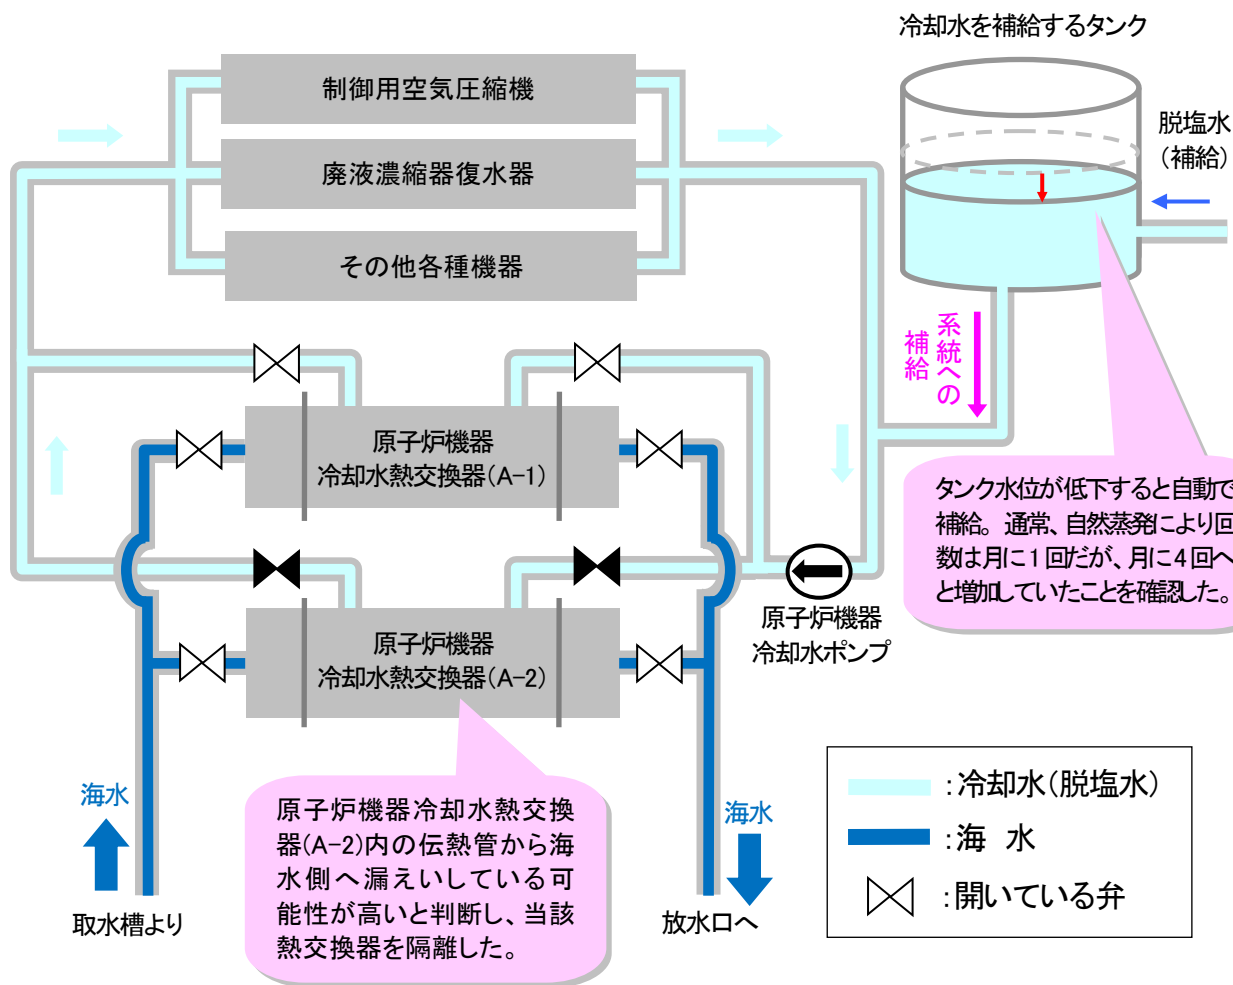 冷却水を補給するタンク
脱塩水
(補給)
制御用空気圧縮機
廃液濃縮器復水器
その他各種機器
系統への
補給
原子炉機器
冷却水熱交換器(A-1)
タンク水位が低下すると自動で
補給。通常、自然蒸発により回
数は月に1回だが、月に4回へ
と増加していたことを確認した。
原子炉機器
冷却水ポンプ
原子炉機器
冷却水熱交換器(A-2)
海水
取水槽より
原子炉機器冷却水熱交換
器(A-2)内の伝熱管から海
水側へ漏えいしている可
能性が高いと判断し、当該
熱交換器を隔離した。
海水
放水口へ
:冷却水(脱塩水)
:海 水
:開いている弁